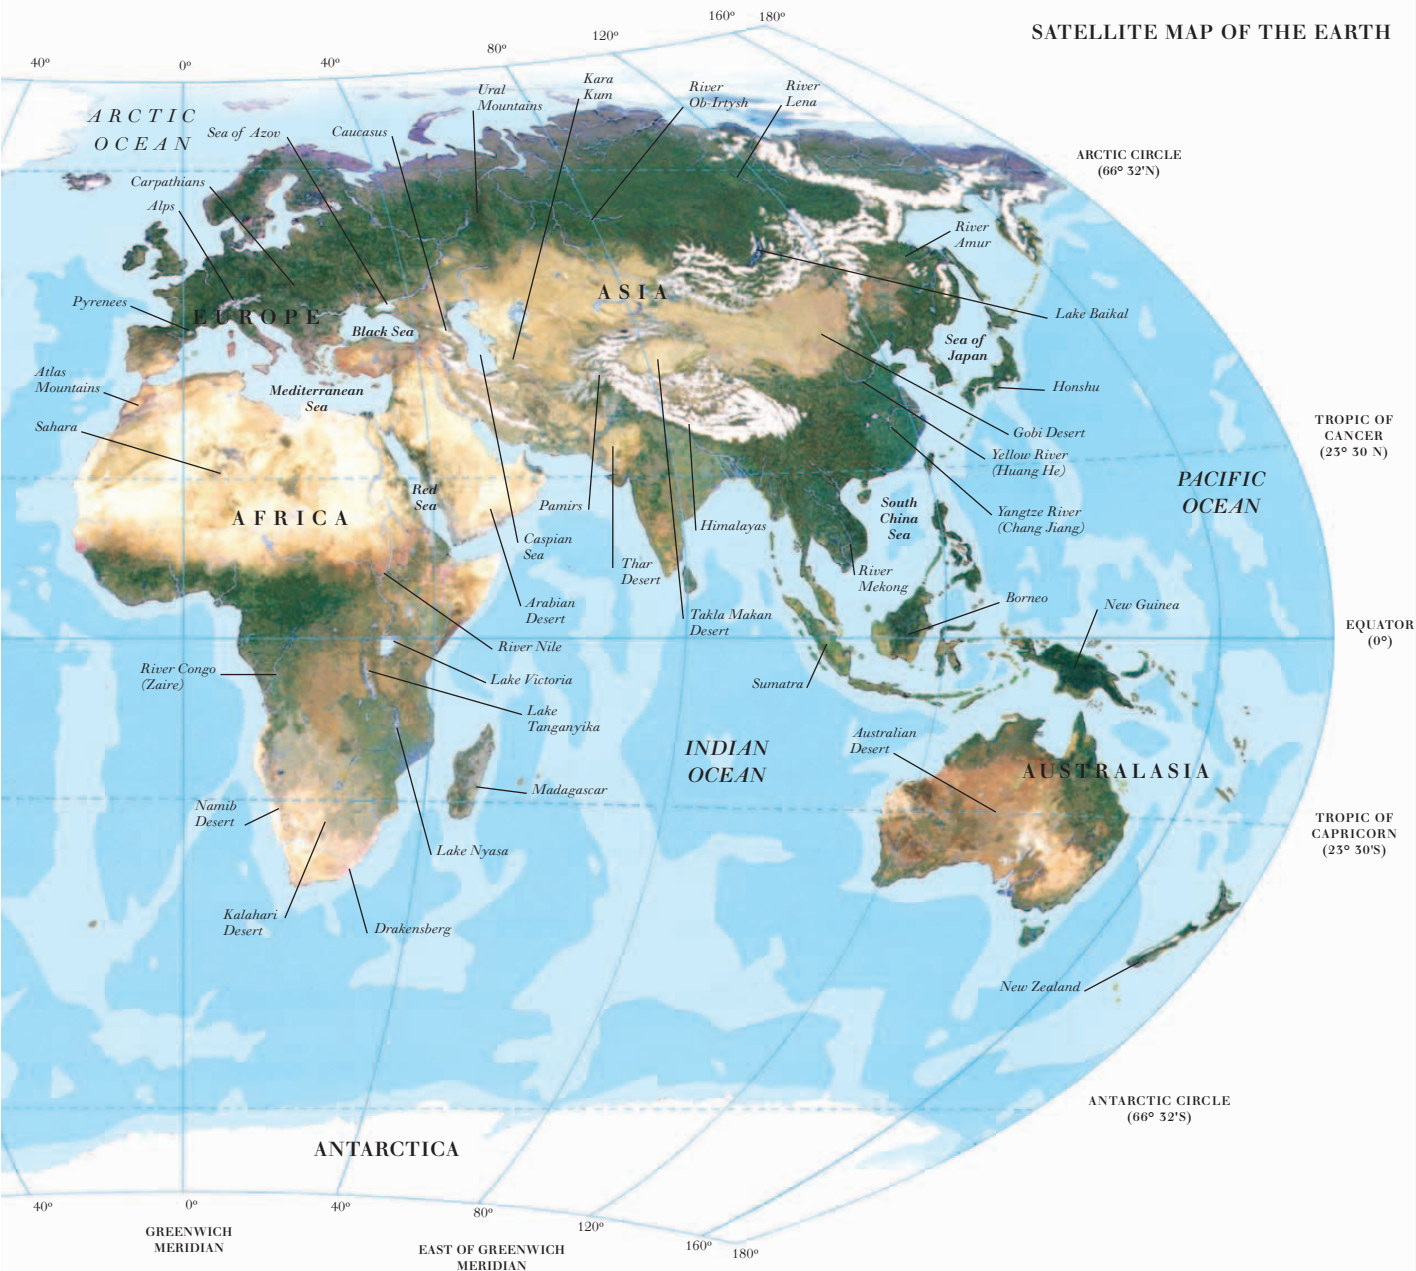 SATELLITE MAP OF THE EARTH
160º
180º
120º
80º
40º
0º
40º
Kara
Kum
River
Ob-Irtysh
River
Lena
Ural
Mountains
ARCTIC
OCEAN
Sea of Azov
Caucasus
ARCTIC CIRCLE
(66° 32'N)
Carpathians
Alps
River
Amur
ASIA
Pyrenees
EUROPE
Black Sea
Lake Baikal
Sea of
Japan
Atlas
Mountains
Mediterranean
Sea
Honshu
Sahara
Gobi Desert
TROPIC OF
CANCER
(23° 30 N)
Yellow River
(Huang He)
PACIFIC
OCEAN
Red
Sea
Pamirs
Himalayas
South
China
Sea
Yangtze River
(Chang Jiang)
AFRICA
Caspian
Sea
Thar
Desert
River
Mekong
Arabian
Desert
Takla Makan
Desert
Borneo
New Guinea
EQUATOR
(0°)
River Nile
River Congo
(Zaire)
Lake Victoria
Sumatra
Lake
Tanganyika
INDIAN
OCEAN
Australian
Desert
AUSTRALASIA
Madagascar
Namib
Desert
TROPIC OF
CAPRICORN
(23° 30'S)
Lake Nyasa
Kalahari
Desert
Drakensberg
New Zealand
ANTARCTIC CIRCLE
(66° 32'S)
ANTARCTICA
40º
0º
40º
80º
120º
160º
180º
GREENWICH
MERIDIAN
EAST OF GREENWICH
MERIDIAN